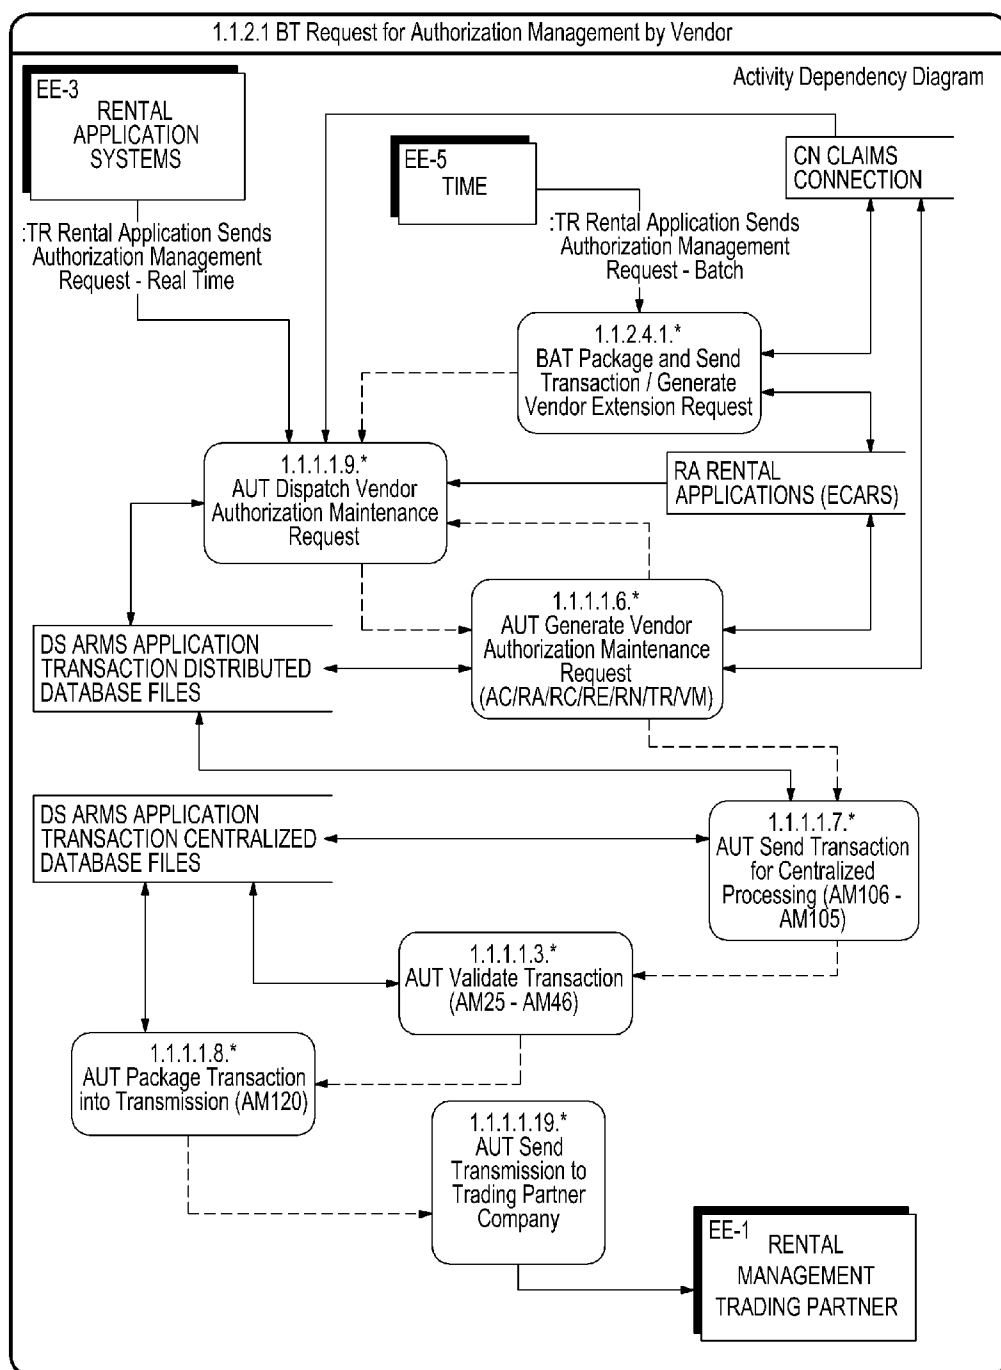 1.1.2.1 BT Request for Authorization Management by Vendor
Activity Dependency Diagram
EE-3
RENTAL
APPLICATION
SYSTEMS
EE-5
TIME
CN CLAIMS
CONNECTION
:TR Rental Application Sends
Authorization Management
Request - Real Time
:TR Rental Application Sends
Authorization Management
Request - Batch
1.1.2.4.1.*
BAT Package and Send
Transaction / Generate
Vendor Extension Request
1.1.1.1.9.*
AUT Dispatch Vendor
Authorization Maintenance
Request
RA RENTAL
APPLICATIONS (ECARS)
1.1.1.1.6.*
AUT Generate Vendor
Authorization Maintenance
Request
(AC/RA/RC/RE/RN/TR/VM)
DS ARMS APPLICATION
TRANSACTION DISTRIBUTED
DATABASE FILES
DS ARMS APPLICATION
TRANSACTION CENTRALIZED
DATABASE FILES
1.1.1.1.7.*
AUT Send Transaction
for Centralized
Processing (AM106 -
AM105)
1.1.1.1.3.*
AUT Validate Transaction
(AM25 - AM46)
1.1.1.1.8.*
AUT Package Transaction
into Transmission (AM120)
1.1.1.1.19.*
AUT Send
Transmission to
Trading Partner
Company
EE-1
RENTAL
MANAGEMENT
TRADING PARTNER